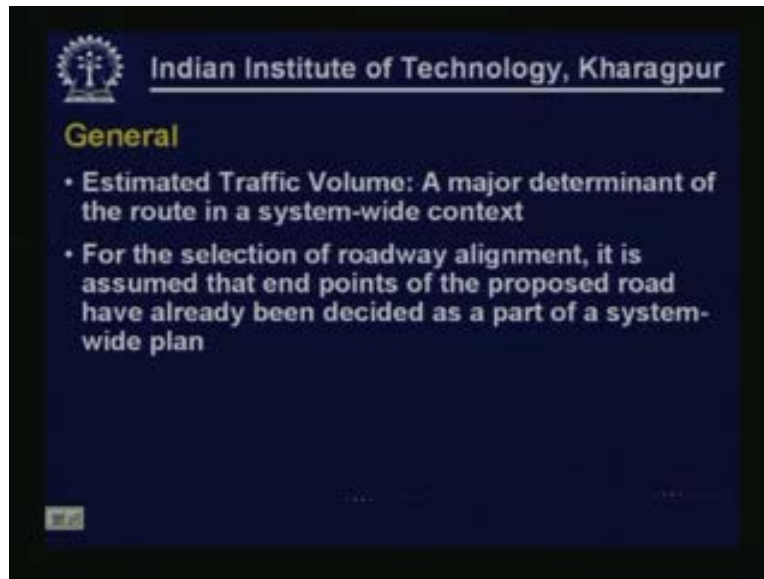 Indian Institute of Technology, Kharagpur
General
• Estimated Traffic Volume: A major determinant of
the route in a system-wide context
• For the selection of roadway alignment, it is
assumed that end points of the proposed road
have already been decided as a part of a system-
wide plan